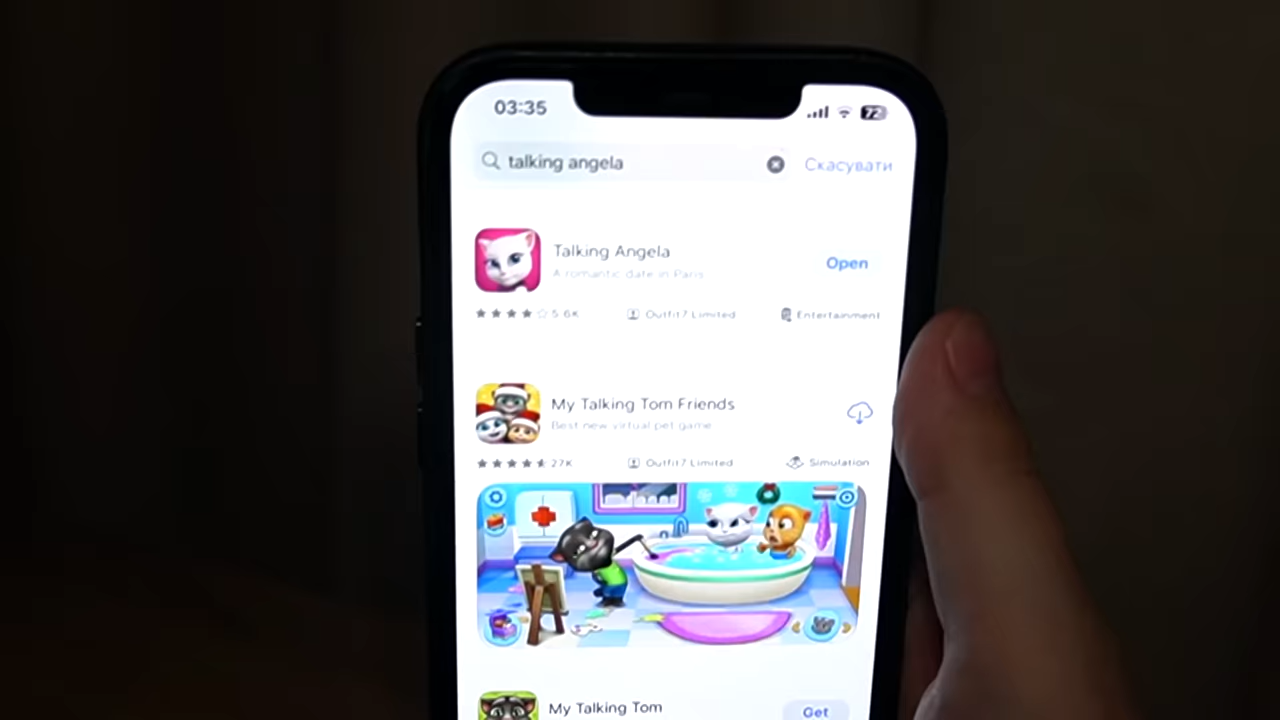 03:35
72
talking angela
Скасувати
Talking Angela
A romantic date in Paris
Open
5.6K
Outfit7 Limited
Entertainment
My Talking Tom Friends
Best new virtual pet game
27K
Outfit7 Limited
Simulation
My Talking Tom
Get